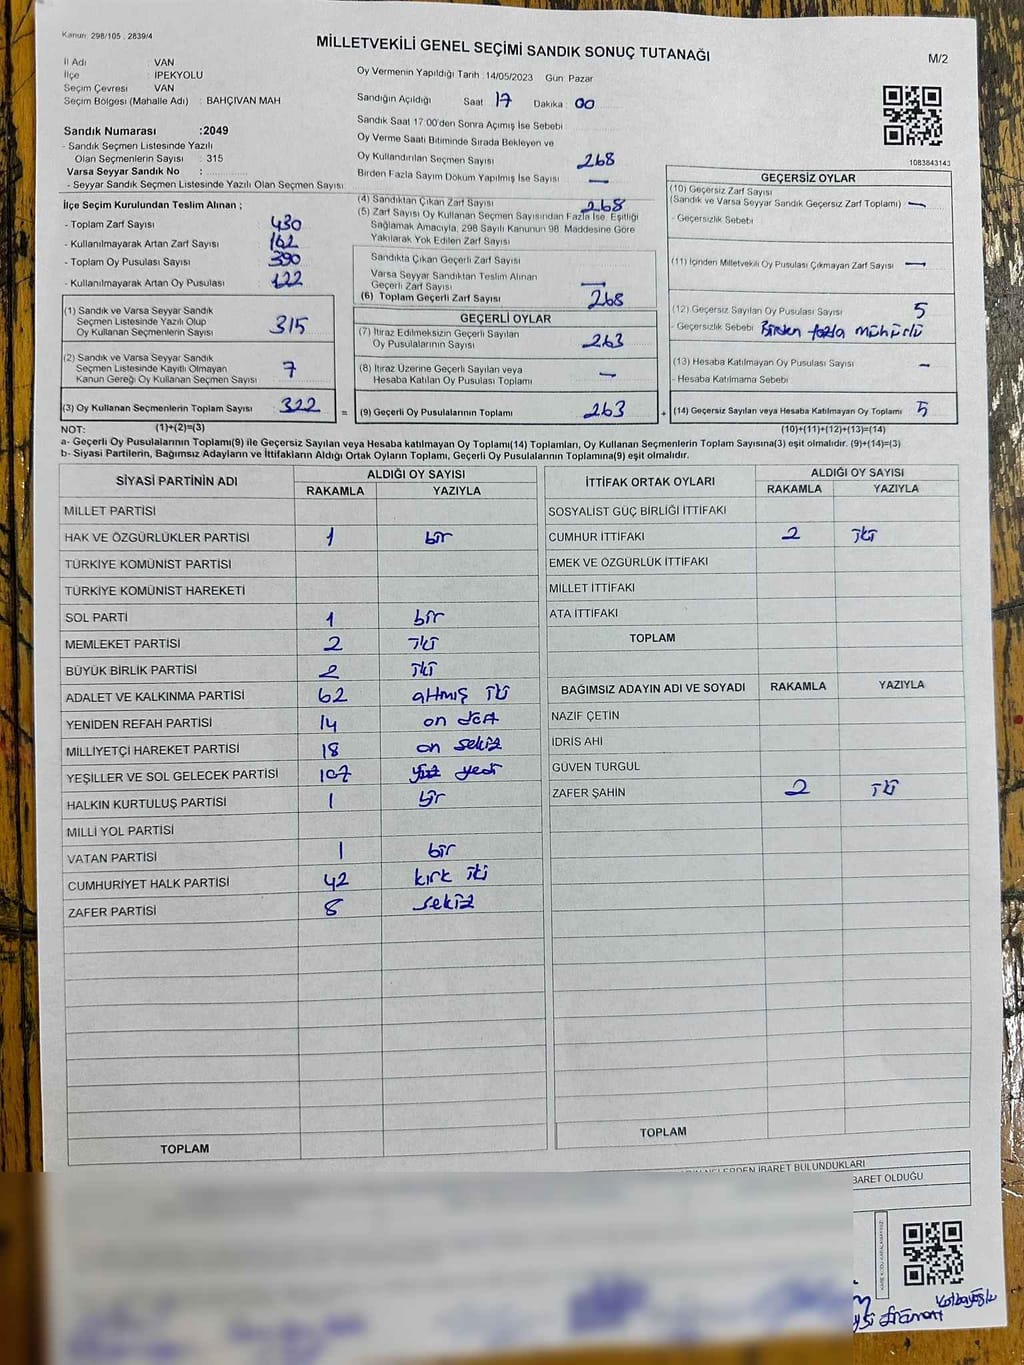 Kanun: 298/105 , 2839/4
MİLLETVEKİLİ GENEL SEÇİMİ SANDIK SONUÇ TUTANAĞI
M/2
İl Adı : VAN
İlçe : İPEKYOLU
Seçim Çevresi : VAN
Seçim Bölgesi (Mahalle Adı) : BAHÇIVAN MAH
Sandık Numarası :2049
- Sandık Seçmen Listesinde Yazılı
Olan Seçmenlerin Sayısı : 315
Varsa Seyyar Sandık No :
- Seyyar Sandık Seçmen Listesinde Yazılı Olan Seçmen Sayısı:
Oy Vermenin Yapıldığı Tarih : 14/05/2023 Gün: Pazar
Sandığın Açıldığı Saat : 17 Dakika : 00
Sandık Saat 17:00'den Sonra Açımış İse Sebebi
Oy Verme Saati Bitiminde Sırada Bekleyen ve
Oy Kullandırılan Seçmen Sayısı 268
Birden Fazla Sayım Döküm Yapılmış İse Sayısı —
1083843143
İlçe Seçim Kurulundan Teslim Alınan ;
- Toplam Zarf Sayısı : 430
- Kullanılmayarak Artan Zarf Sayısı : 162
- Toplam Oy Pusulası Sayısı : 390
- Kullanılmayarak Artan Oy Pusulası : 122
(1) Sandık ve Varsa Seyyar Sandık
Seçmen Listesinde Yazılı Olup
Oy Kullanan Seçmenlerin Sayısı : 315
(2) Sandık ve Varsa Seyyar Sandık
Seçmen Listesinde Kayıtlı Olmayan
Kanun Gereği Oy Kullanan Seçmen Sayısı : 7
(3) Oy Kullanan Seçmenlerin Toplam Sayısı : 322
(4) Sandıktan Çıkan Zarf Sayısı 268
(5) Zarf Sayısı Oy Kullanan Seçmen Sayısından Fazla İse, Eşitliği
Sağlamak Amacıyla, 298 Sayılı Kanunun 98. Maddesine Göre
Yakılarak Yok Edilen Zarf Sayısı
Sandıkta Çıkan Geçerli Zarf Sayısı
Varsa Seyyar Sandıktan Teslim Alınan
Geçerli Zarf Sayısı —
(6) Toplam Geçerli Zarf Sayısı : 268
GEÇERLİ OYLAR
(7) İtiraz Edilmeksizin Geçerli Sayılan
Oy Pusulalarının Sayısı : 263
(8) İtiraz Üzerine Geçerli Sayılan veya
Hesaba Katılan Oy Pusulası Toplamı : —
= (9) Geçerli Oy Pusulalarının Toplamı : 263
GEÇERSİZ OYLAR
(10) Geçersiz Zarf Sayısı
(Sandık ve Varsa Seyyar Sandık Geçersiz Zarf Toplamı) : —
- Geçersizlik Sebebi :
(11) İçinden Milletvekili Oy Pusulası Çıkmayan Zarf Sayısı : —
(12) Geçersiz Sayılan Oy Pusulası Sayısı : 5
- Geçersizlik Sebebi : Birden fazla mühürlü
(13) Hesaba Katılmayan Oy Pusulası Sayısı : —
- Hesaba Katılmama Sebebi
+ (14) Geçersiz Sayılan veya Hesaba Katılmayan Oy Toplamı : 5
NOT: (1)+(2)=(3)
(10)+(11)+(12)+(13)=(14)
a- Geçerli Oy Pusulalarının Toplamı(9) ile Geçersiz Sayılan veya Hesaba katılmayan Oy Toplamı(14) Toplamları, Oy Kullanan Seçmenlerin Toplam Sayısına(3) eşit olmalıdır. (9)+(14)=(3)
b- Siyasi Partilerin, Bağımsız Adayların ve İttifakların Aldığı Ortak Oyların Toplamı, Geçerli Oy Pusulalarının Toplamına(9) eşit olmalıdır.
SİYASİ PARTİNİN ADI ALDIĞI OY SAYISI
RAKAMLA YAZIYLA
MİLLET PARTİSİ
HAK VE ÖZGÜRLÜKLER PARTİSİ 1 bir
TÜRKİYE KOMÜNİST PARTİSİ
TÜRKİYE KOMÜNİST HAREKETİ
SOL PARTİ 1 bir
MEMLEKET PARTİSİ 2 iki
BÜYÜK BİRLİK PARTİSİ 2 iki
ADALET VE KALKINMA PARTİSİ 62 altmış iki
YENİDEN REFAH PARTİSİ 14 on dört
MİLLİYETÇİ HAREKET PARTİSİ 18 on sekiz
YEŞİLLER VE SOL GELECEK PARTİSİ 107 yüz yedi
HALKIN KURTULUŞ PARTİSİ 1 bir
MİLLİ YOL PARTİSİ
VATAN PARTİSİ 1 bir
CUMHURİYET HALK PARTİSİ 42 kırk iki
ZAFER PARTİSİ 8 sekiz
TOPLAM
İTTİFAK ORTAK OYLARI ALDIĞI OY SAYISI
RAKAMLA YAZIYLA
SOSYALİST GÜÇ BİRLİĞİ İTTİFAKI
CUMHUR İTTİFAKI 2 iki
EMEK VE ÖZGÜRLÜK İTTİFAKI
MİLLET İTTİFAKI
ATA İTTİFAKI
TOPLAM
BAĞIMSIZ ADAYIN ADI VE SOYADI RAKAMLA YAZIYLA
NAZİF ÇETİN
İDRİS AHİ
GÜVEN TURGUL
ZAFER ŞAHİN 2 iki
TOPLAM
İBARET BULUNDUKLARI
BARET OLDUĞU